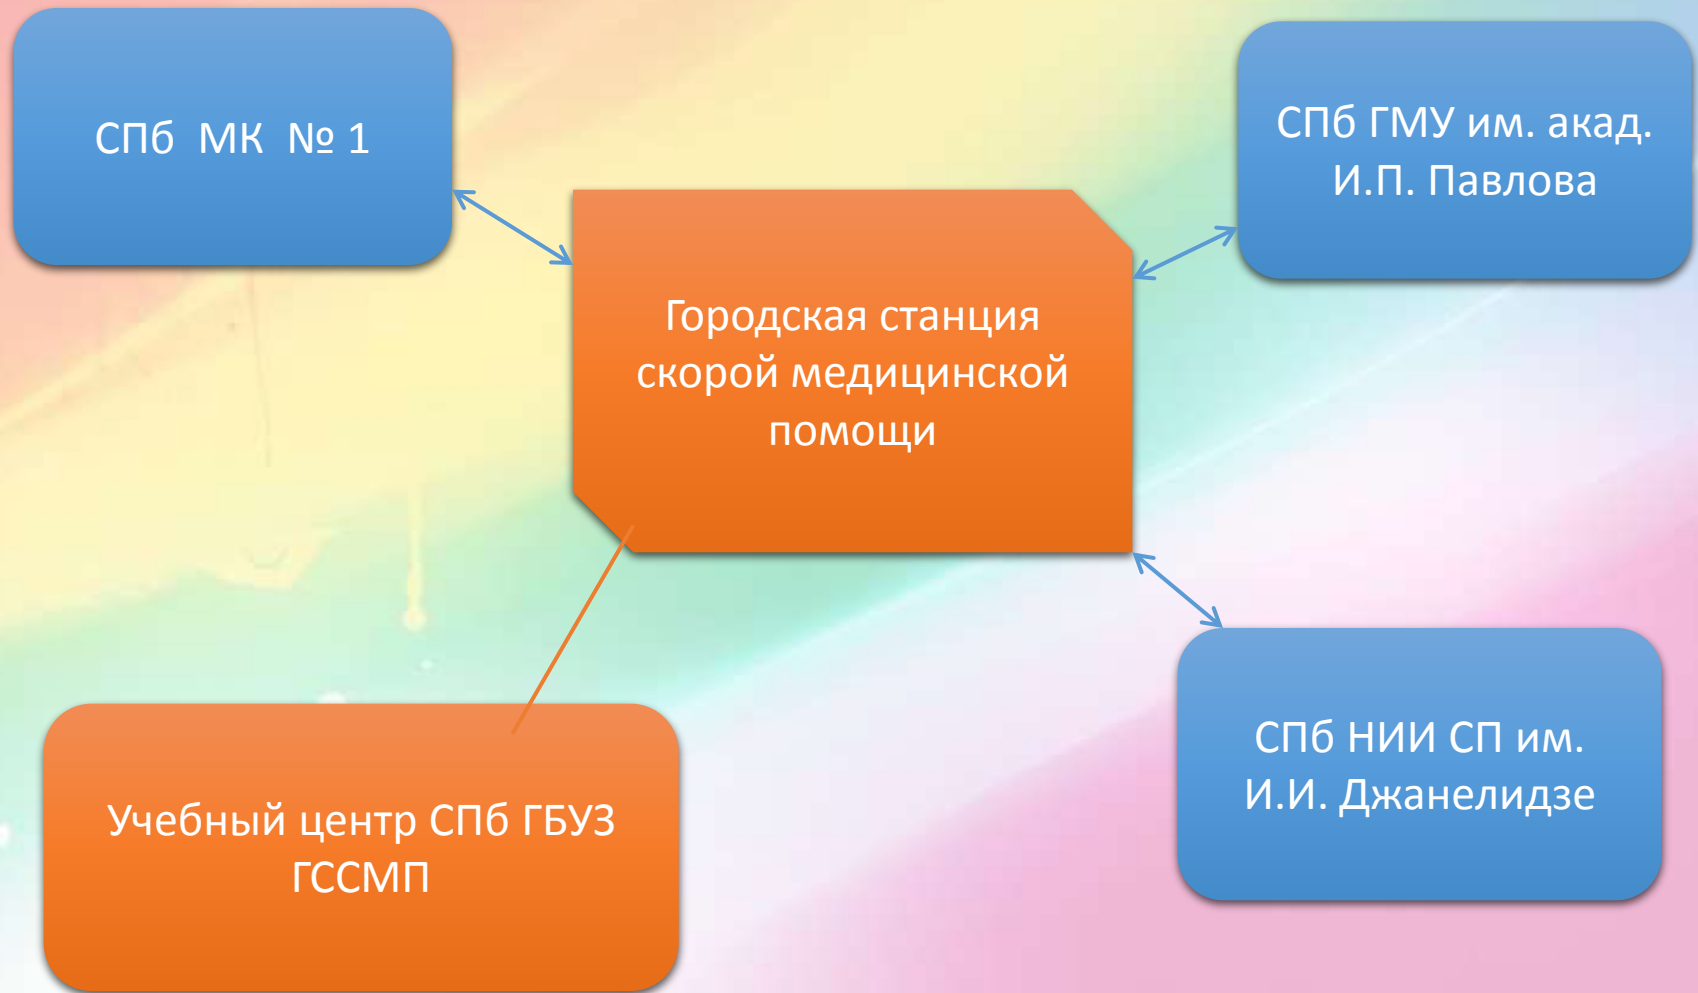 СПб МК № 1
СПб ГМУ им. акад.
И.П. Павлова
Городская станция
скорой медицинской
помощи
СПб НИИ СП им.
И.И. Джанелидзе
Учебный центр СПб ГБУЗ
ГССМП